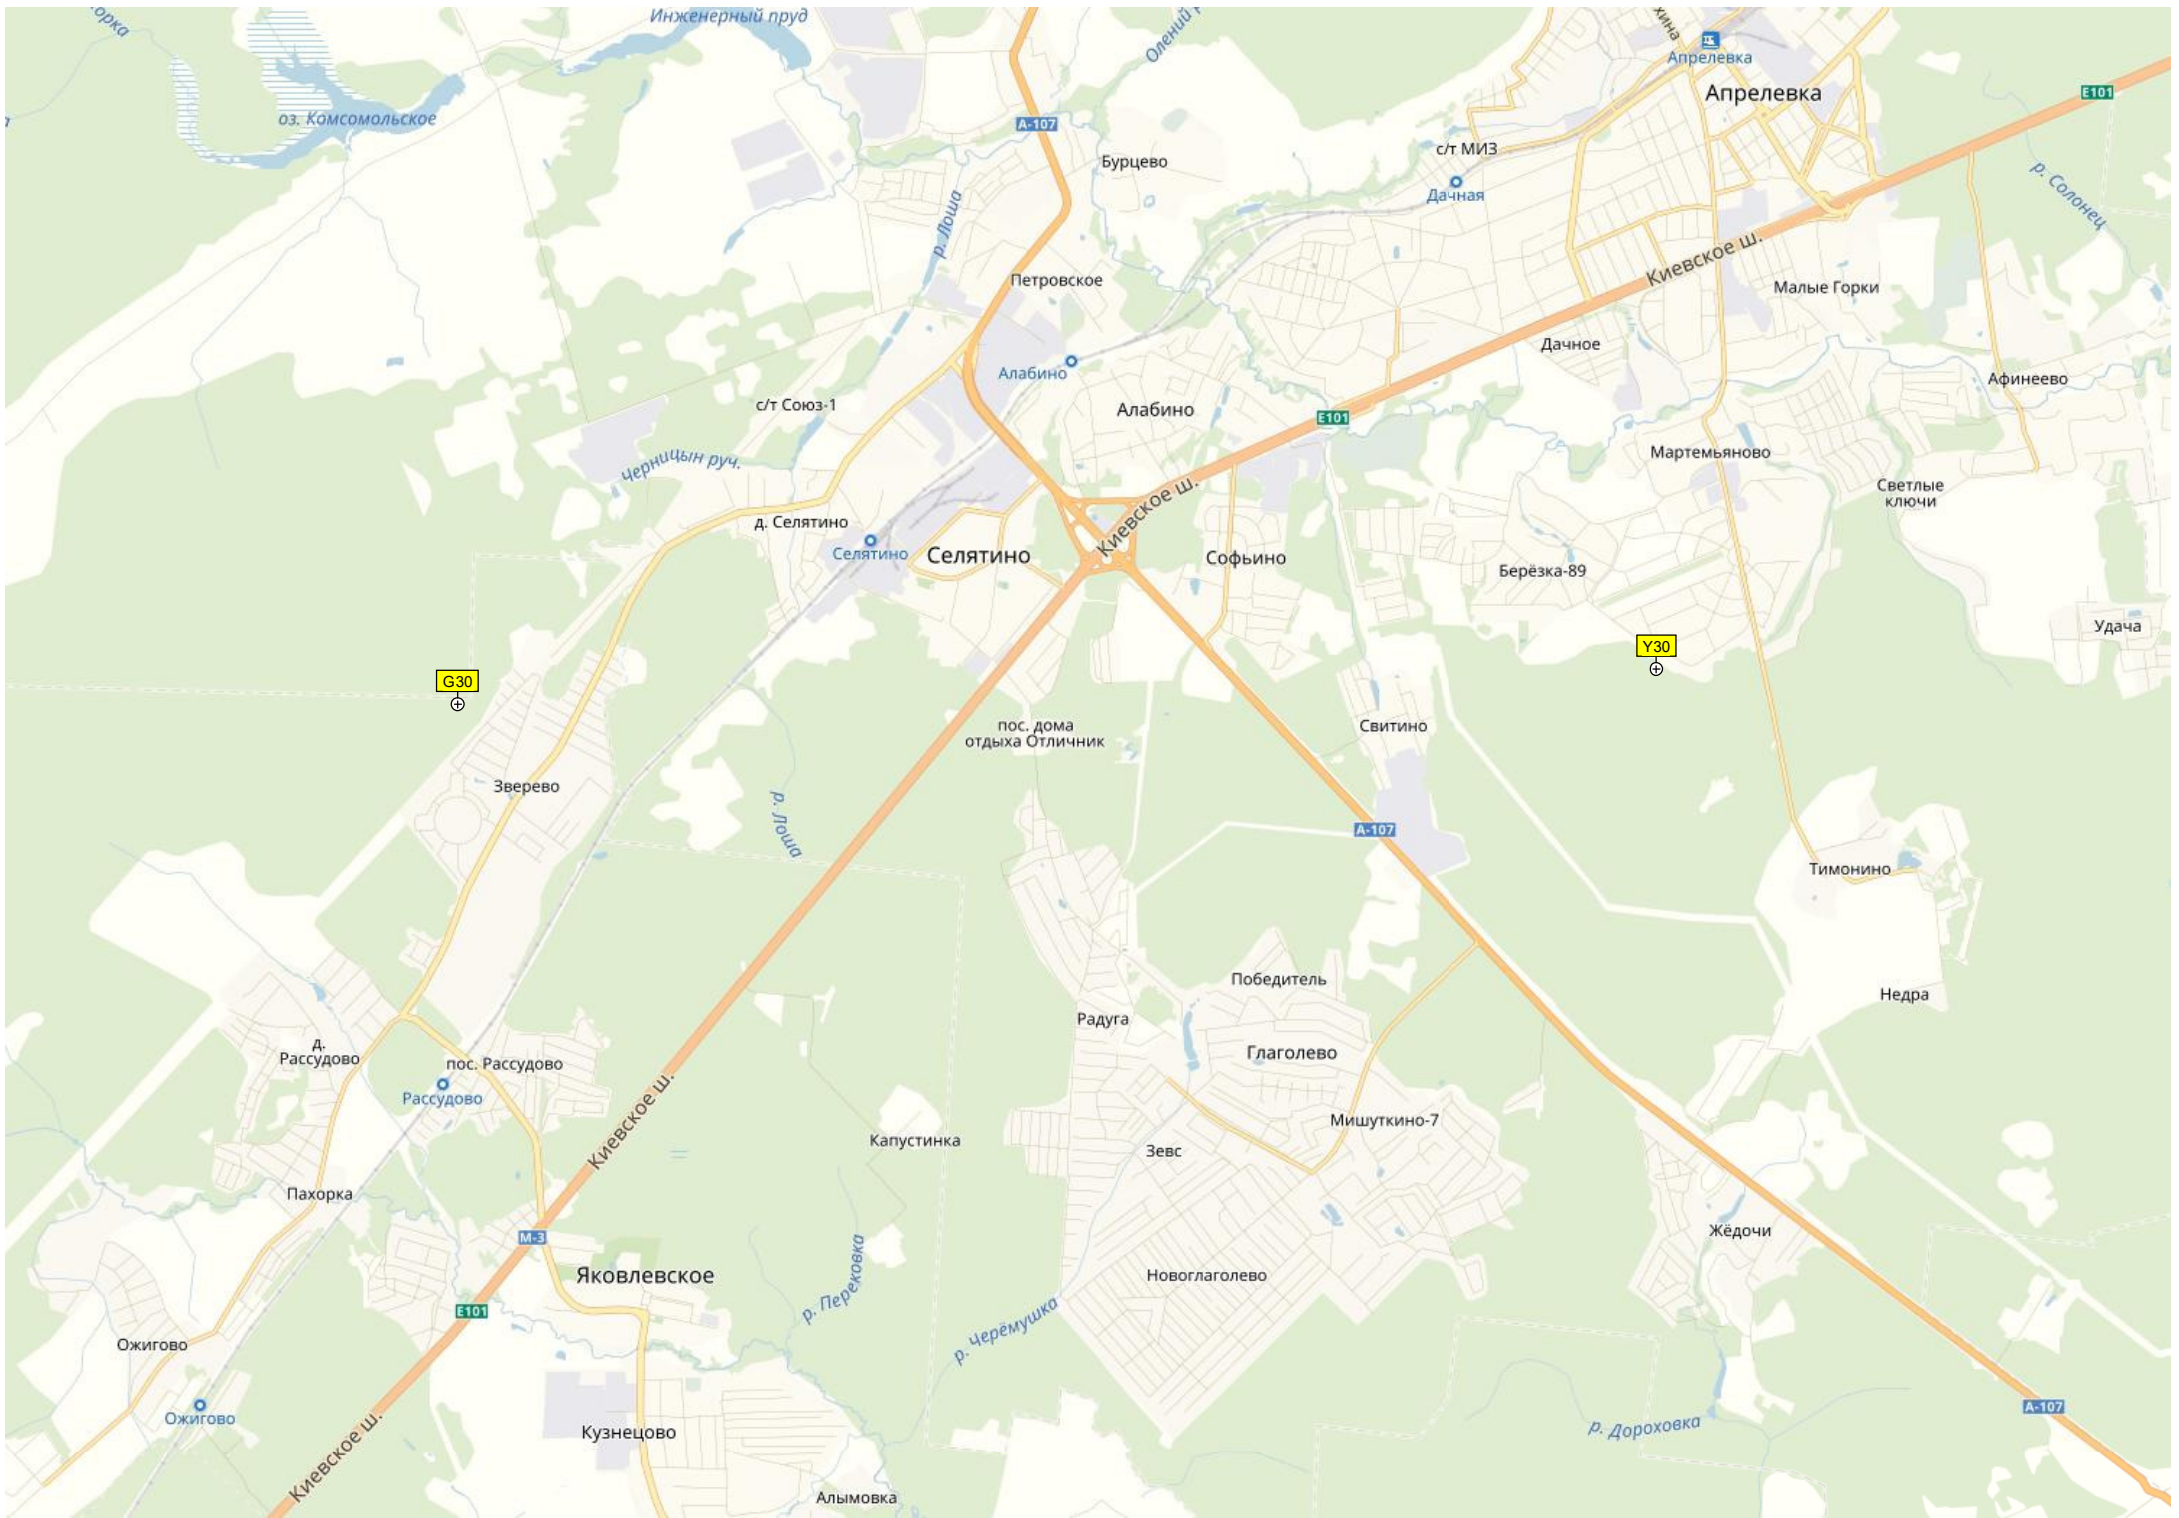 Инженерный пруд
Апрелевка
Апрелевка
E101
оз. Комсомольское
A-107
Бурцево
с/т МИЗ
Дачная
р. Солонец
р. Лоша
Киевское ш.
Петровское
Малые Горки
Дачное
Алабино
Афинеево
с/т Союз-1
Алабино
E101
Черницын руч.
Мартемьяново
Светлые
ключи
д. Селятино
Киевское ш.
Селятино
Селятино
Софьино
Берёзка-89
Удача
Y30
G30
пос. дома
отдыха Отличник
Свитино
Зверево
р. Лоша
A-107
Тимонино
Победитель
Недра
Радуга
д.
Рассудово
Глаголево
пос. Рассудово
Рассудово
Киевское ш.
Мишуткино-7
Капустинка
Зевс
Пахорка
M-3
Жёдочи
Яковлевское
Новоглаголево
р. Перековка
E101
р. Черёмушка
Ожигово
Ожигово
A-107
р. Дороховка
Кузнецово
Киевское ш.
Алымовка